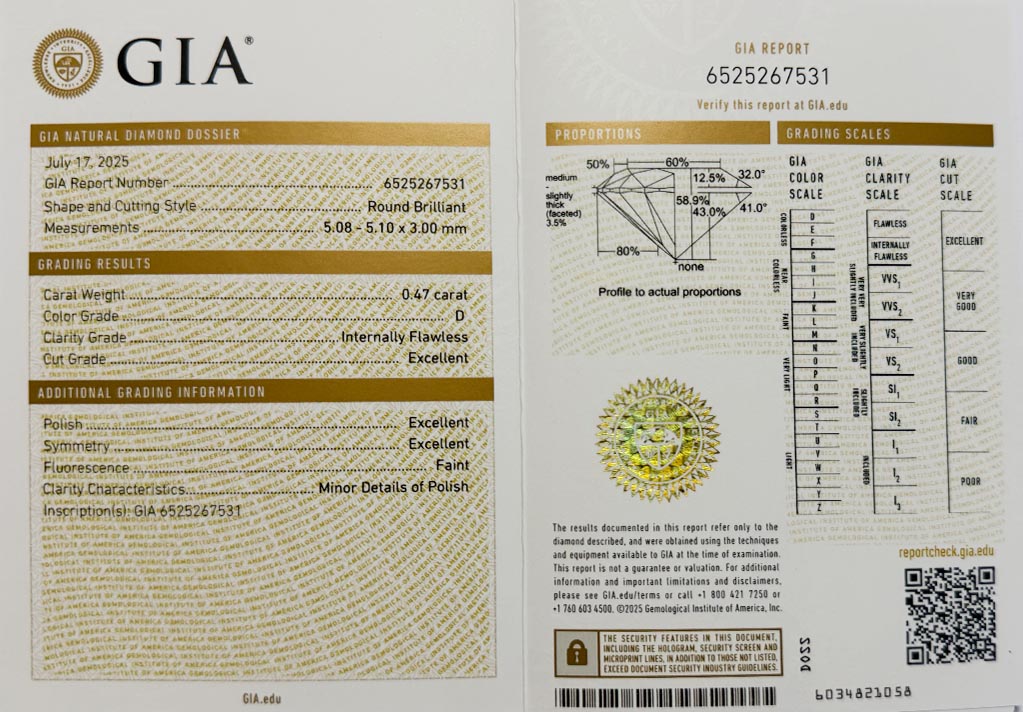 GIA®
GIA NATURAL DIAMOND DOSSIER
July 17, 2025
GIA Report Number 6525267531
Shape and Cutting Style Round Brilliant
Measurements 5.08 - 5.10 x 3.00 mm
GRADING RESULTS
Carat Weight 0.47 carat
Color Grade D
Clarity Grade Internally Flawless
Cut Grade Excellent
ADDITIONAL GRADING INFORMATION
Polish Excellent
Symmetry Excellent
Fluorescence Faint
Clarity Characteristics Minor Details of Polish
Inscription(s): GIA 6525267531
GIA.edu
GIA REPORT
6525267531
Verify this report at GIA.edu
PROPORTIONS
50%
60%
medium
-
slightly
thick
(faceted)
3.5%
12.5%
32.0°
58.9%
43.0%
41.0°
80%
none
Profile to actual proportions
GIA
The results documented in this report refer only to the
diamond described, and were obtained using the techniques
and equipment available to GIA at the time of examination.
This report is not a guarantee or valuation. For additional
information and important limitations and disclaimers,
please see GIA.edu/terms or call +1 800 421 7250 or
+1 760 603 4500. ©2025 Gemological Institute of America, Inc.
THE SECURITY FEATURES IN THIS DOCUMENT,
INCLUDING THE HOLOGRAM, SECURITY SCREEN AND
MICROPRINT LINES, IN ADDITION TO THOSE NOT LISTED,
EXCEED DOCUMENT SECURITY INDUSTRY GUIDELINES.
GRADING SCALES
GIA
COLOR
SCALE
COLORLESS
D
E
F
NEAR
COLORLESS
G
H
I
J
FAINT
K
L
M
VERY LIGHT
N
O
P
Q
R
LIGHT
S
T
U
V
W
X
Y
Z
GIA
CLARITY
SCALE
FLAWLESS
INTERNALLY
FLAWLESS
VERY VERY
SLIGHTLY INCLUDED
VVS1
VVS2
VERY SLIGHTLY
INCLUDED
VS1
VS2
SLIGHTLY
INCLUDED
SI1
SI2
INCLUDED
I1
I2
I3
GIA
CUT
SCALE
EXCELLENT
VERY
GOOD
GOOD
FAIR
POOR
reportcheck.gia.edu
D022
6034821058